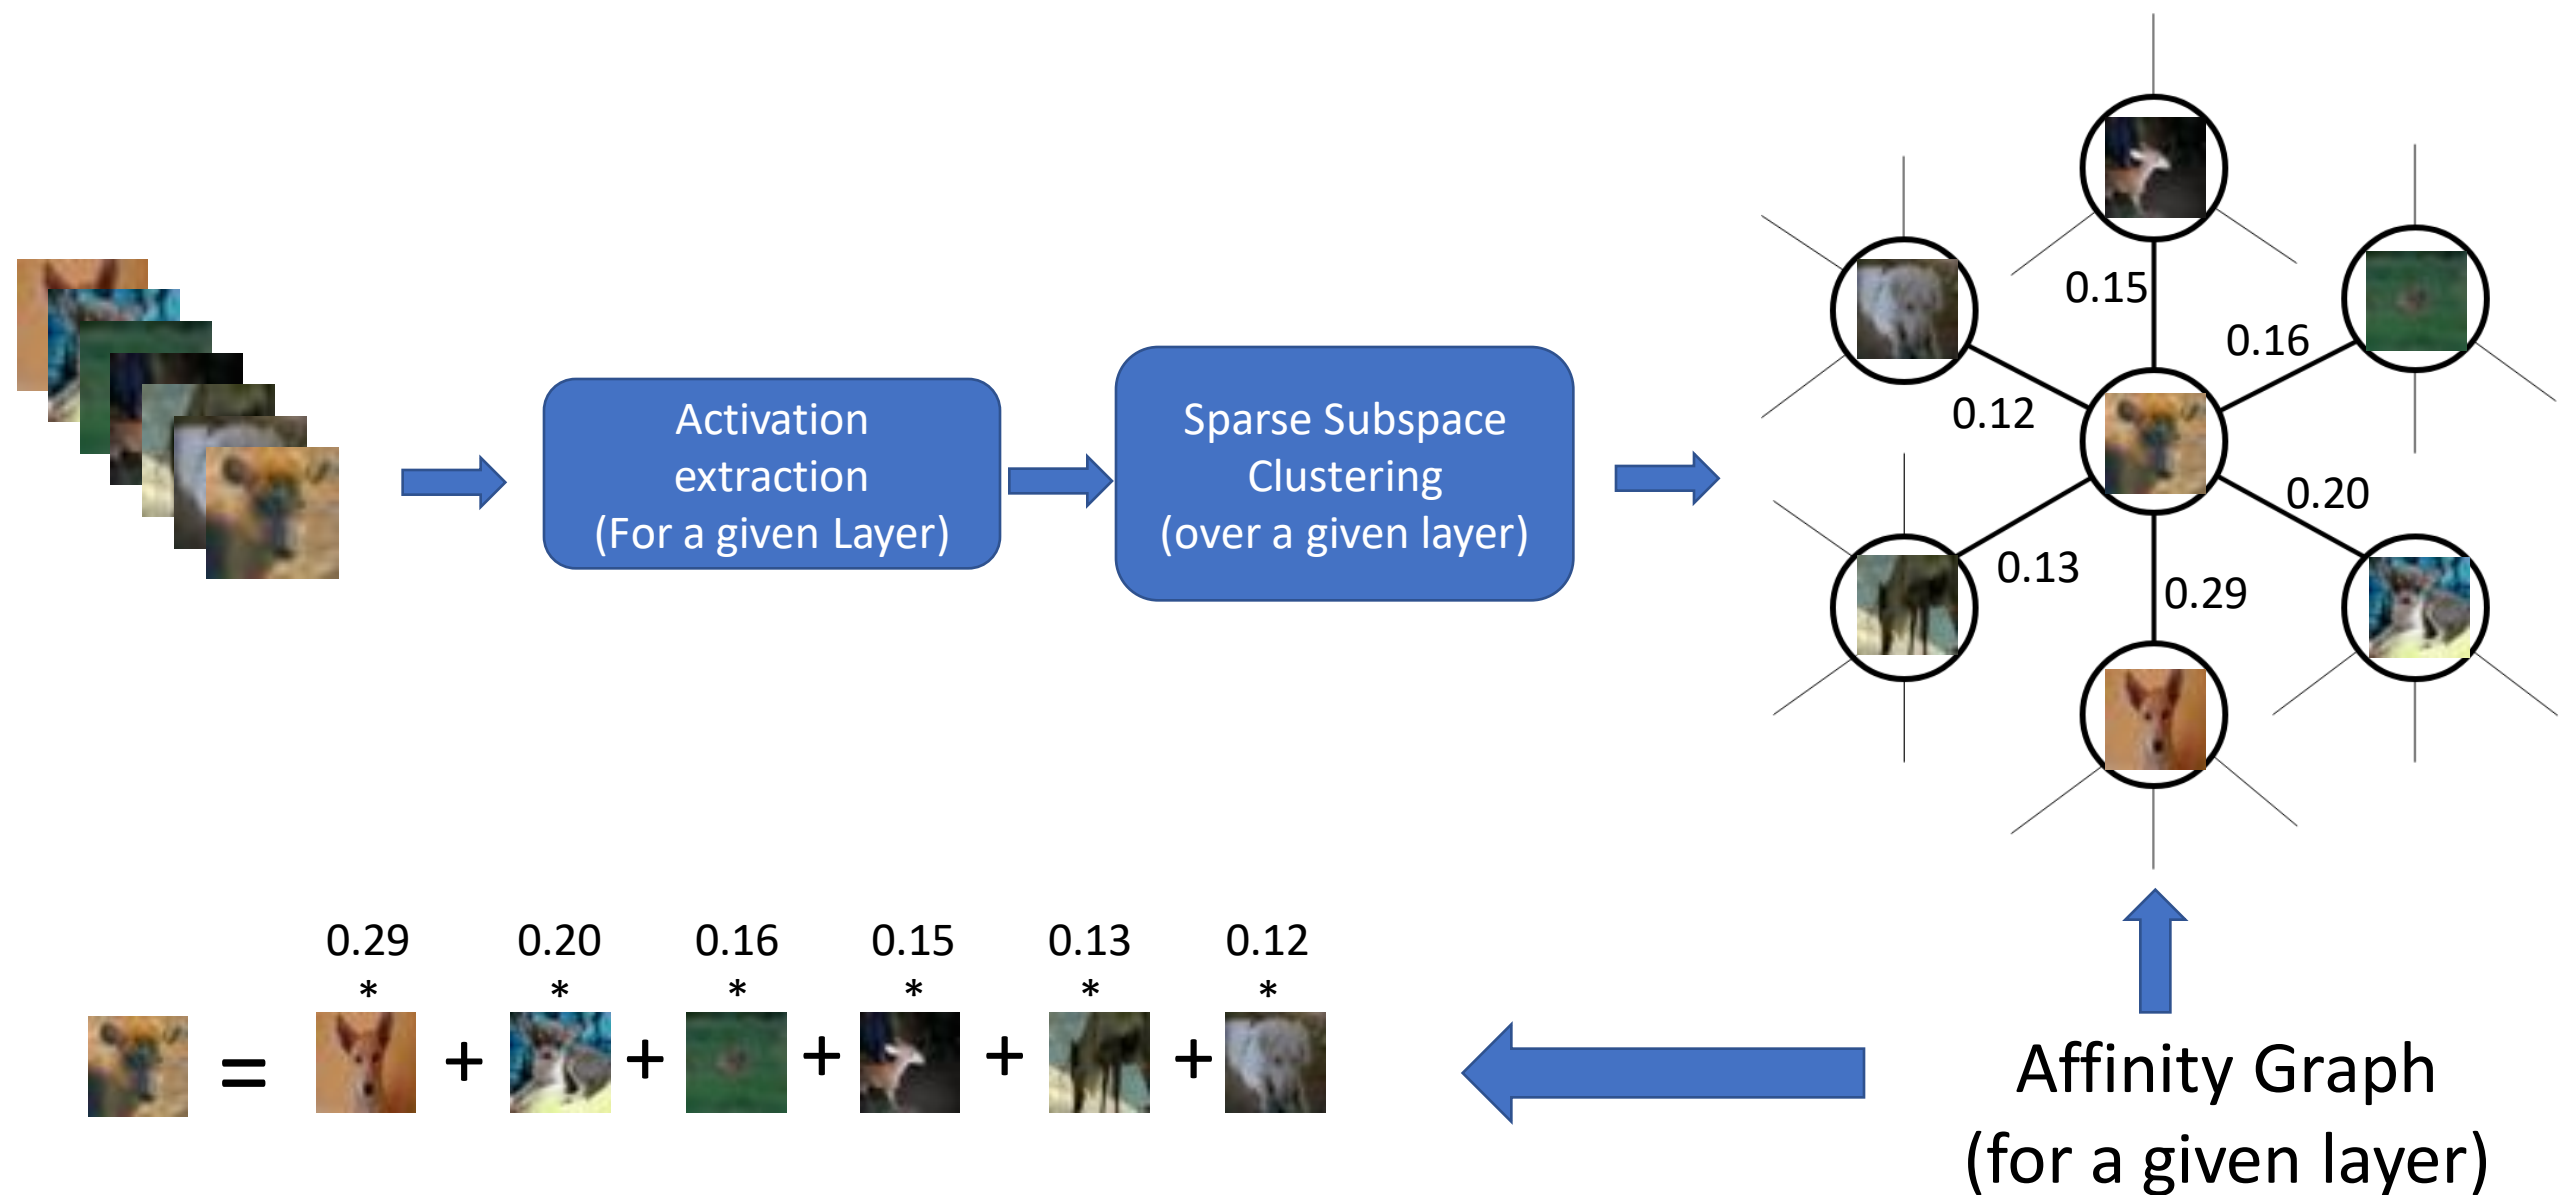 Activation
extraction
(For a given Layer)
Sparse Subspace
Clustering
(over a given layer)
0.15
0.16
0.12
0.20
0.13
0.29
0.29 0.20 0.16 0.15 0.13 0.12
* * * * * *
= + + + + +
Affinity Graph
(for a given layer)